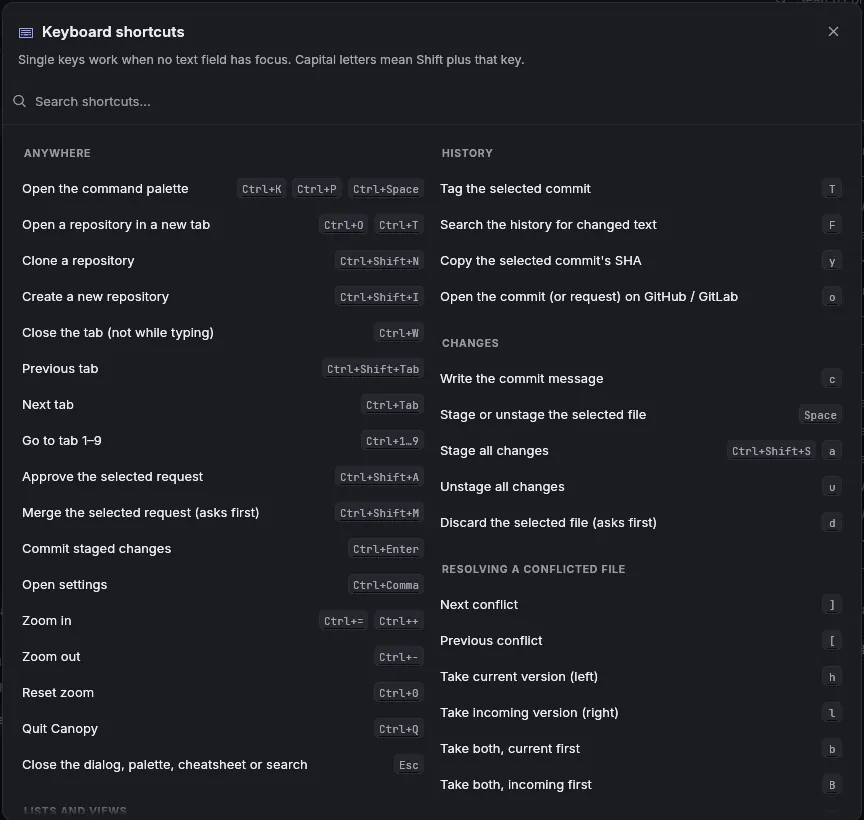 Keyboard shortcuts
Single keys work when no text field has focus. Capital letters mean Shift plus that key.
Search shortcuts...
ANYWHERE
Open the command palette Ctrl+K Ctrl+P Ctrl+Space
Open a repository in a new tab Ctrl+O Ctrl+T
Clone a repository Ctrl+Shift+N
Create a new repository Ctrl+Shift+I
Close the tab (not while typing) Ctrl+W
Previous tab Ctrl+Shift+Tab
Next tab Ctrl+Tab
Go to tab 1–9 Ctrl+1…9
Approve the selected request Ctrl+Shift+A
Merge the selected request (asks first) Ctrl+Shift+M
Commit staged changes Ctrl+Enter
Open settings Ctrl+Comma
Zoom in Ctrl+= Ctrl++
Zoom out Ctrl+-
Reset zoom Ctrl+0
Quit Canopy Ctrl+Q
Close the dialog, palette, cheatsheet or search Esc
LISTS AND VIEWS
HISTORY
Tag the selected commit T
Search the history for changed text F
Copy the selected commit's SHA y
Open the commit (or request) on GitHub / GitLab o
CHANGES
Write the commit message c
Stage or unstage the selected file Space
Stage all changes Ctrl+Shift+S a
Unstage all changes u
Discard the selected file (asks first) d
RESOLVING A CONFLICTED FILE
Next conflict ]
Previous conflict [
Take current version (left) h
Take incoming version (right) l
Take both, current first b
Take both, incoming first B